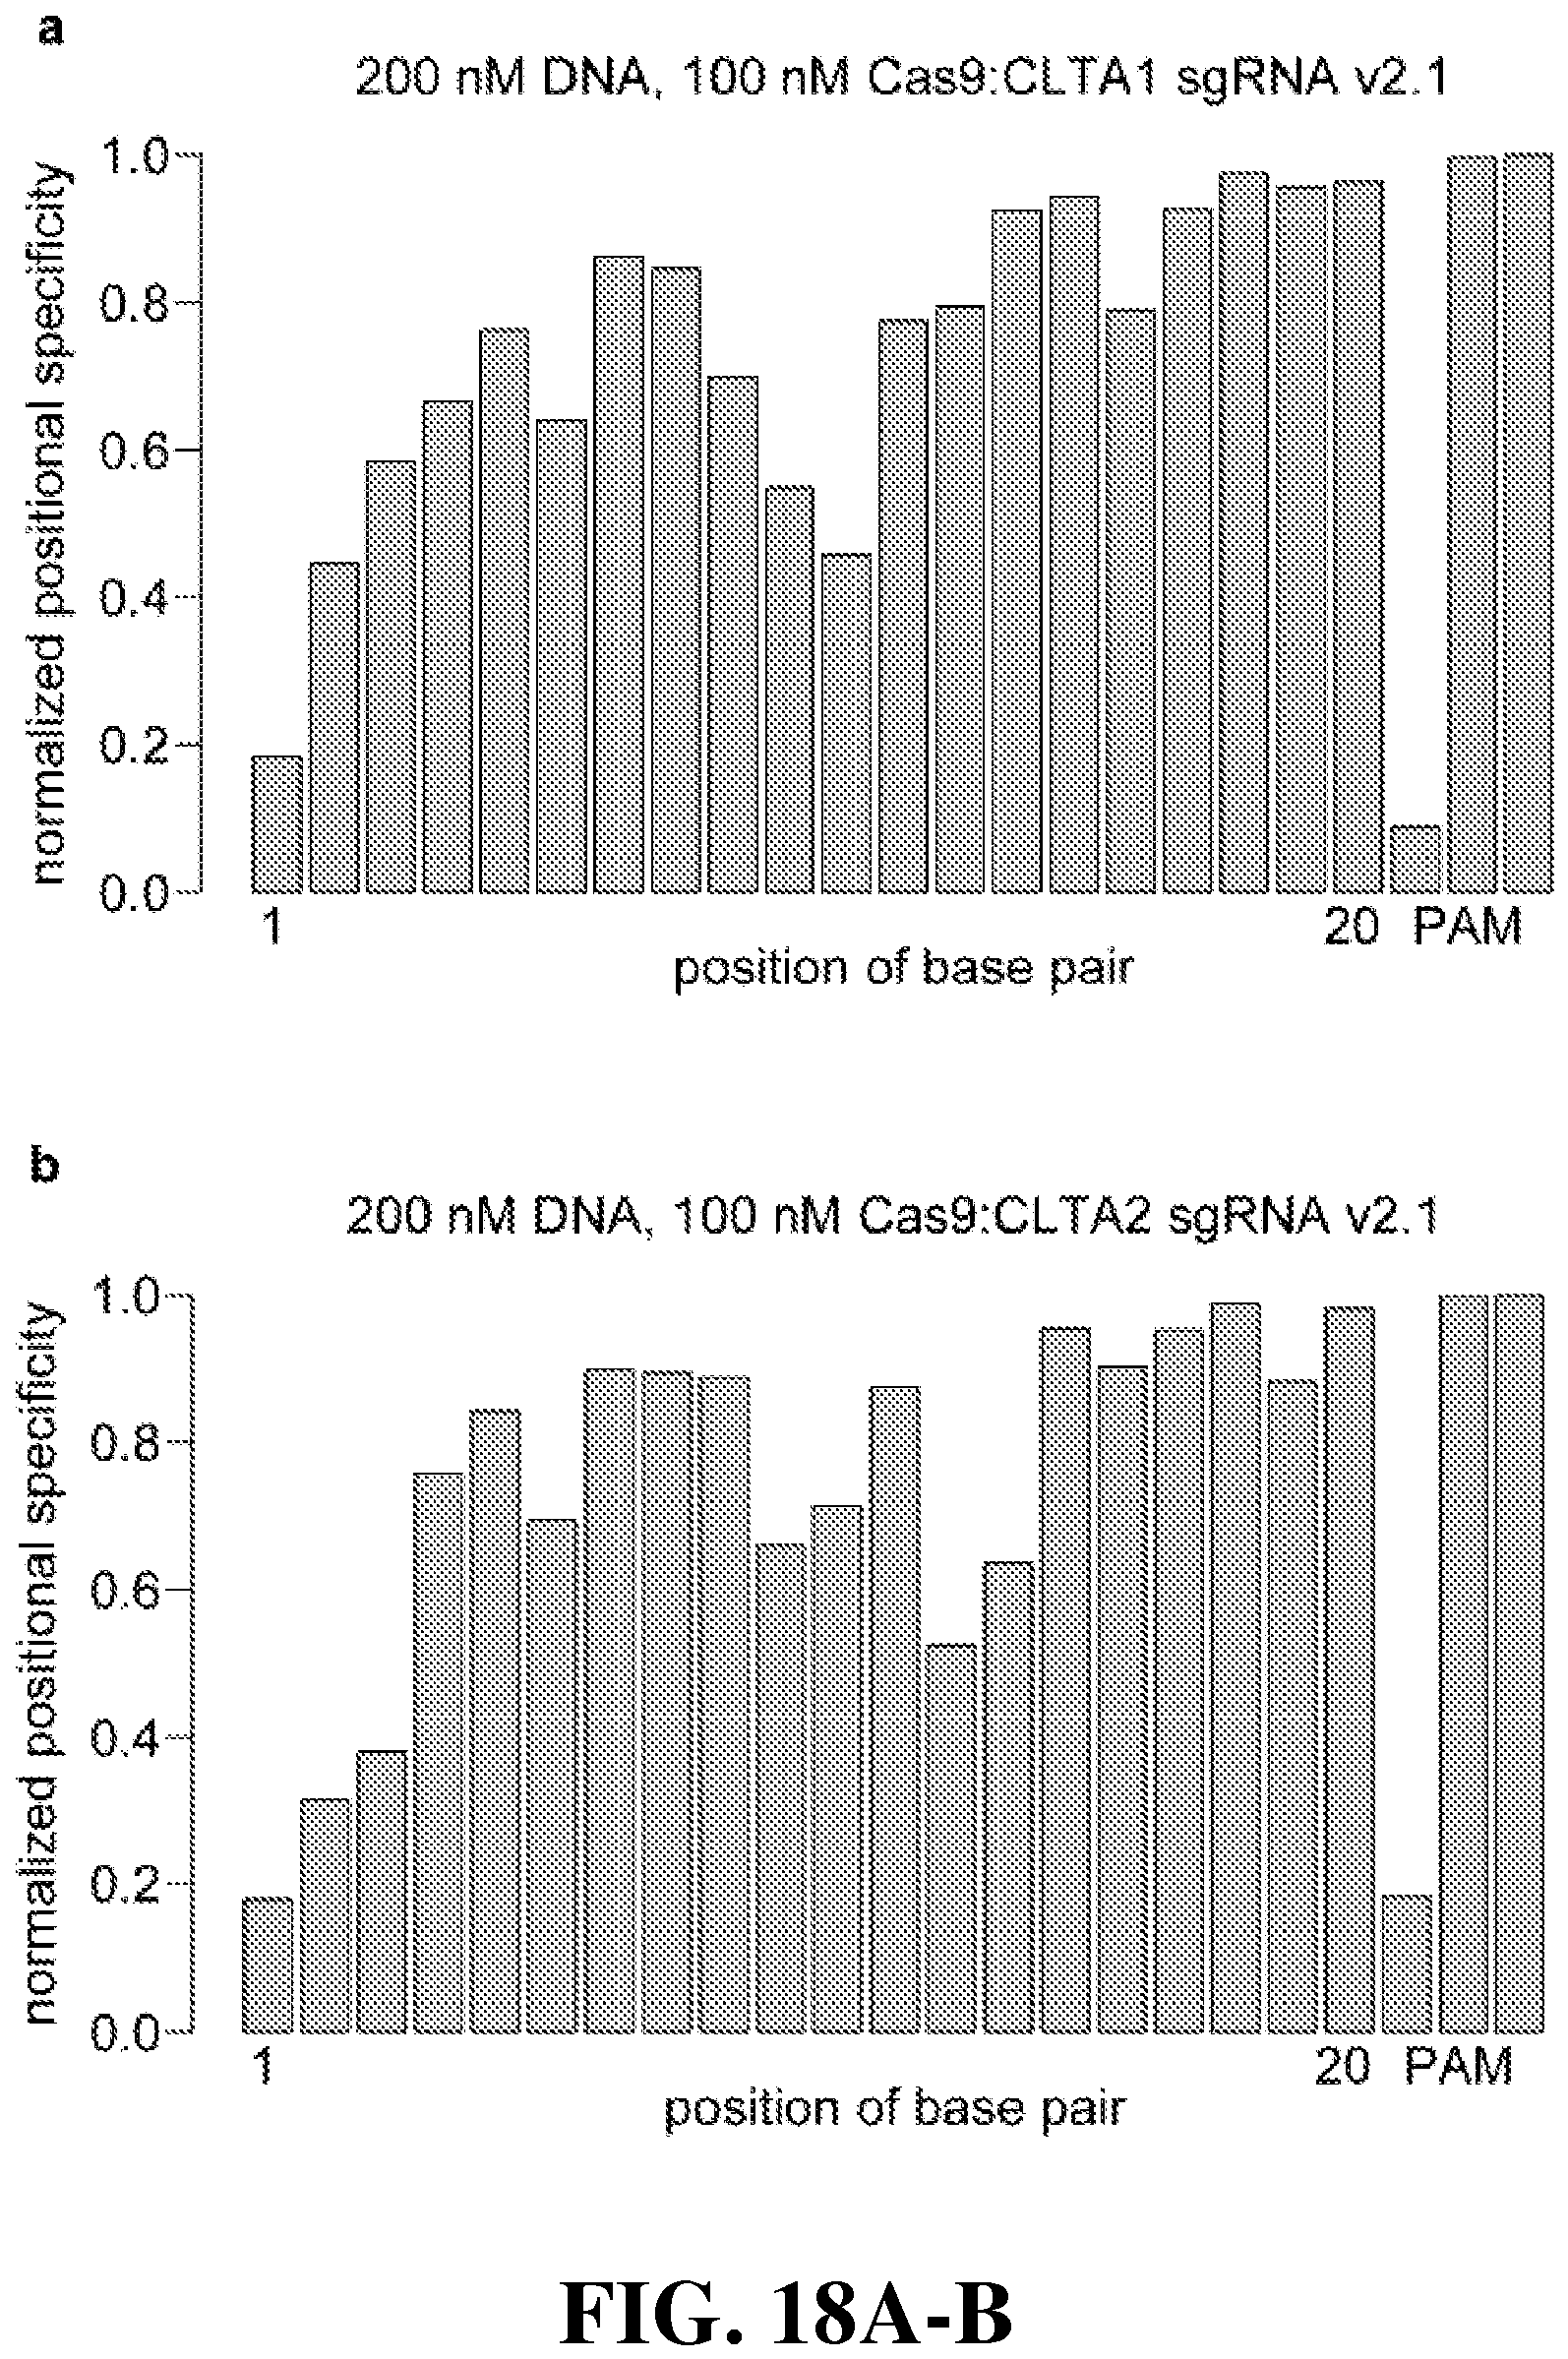 a
200 nM DNA, 100 nM Cas9:CLTA1 sgRNA v2.1
normalized positional specificity
1.0
0.8
0.6
0.4
0.2
0.0
1
20
PAM
position of base pair
b
200 nM DNA, 100 nM Cas9:CLTA2 sgRNA v2.1
normalized positional specificity
1.0
0.8
0.6
0.4
0.2
0.0
1
20
PAM
position of base pair
FIG. 18A-B